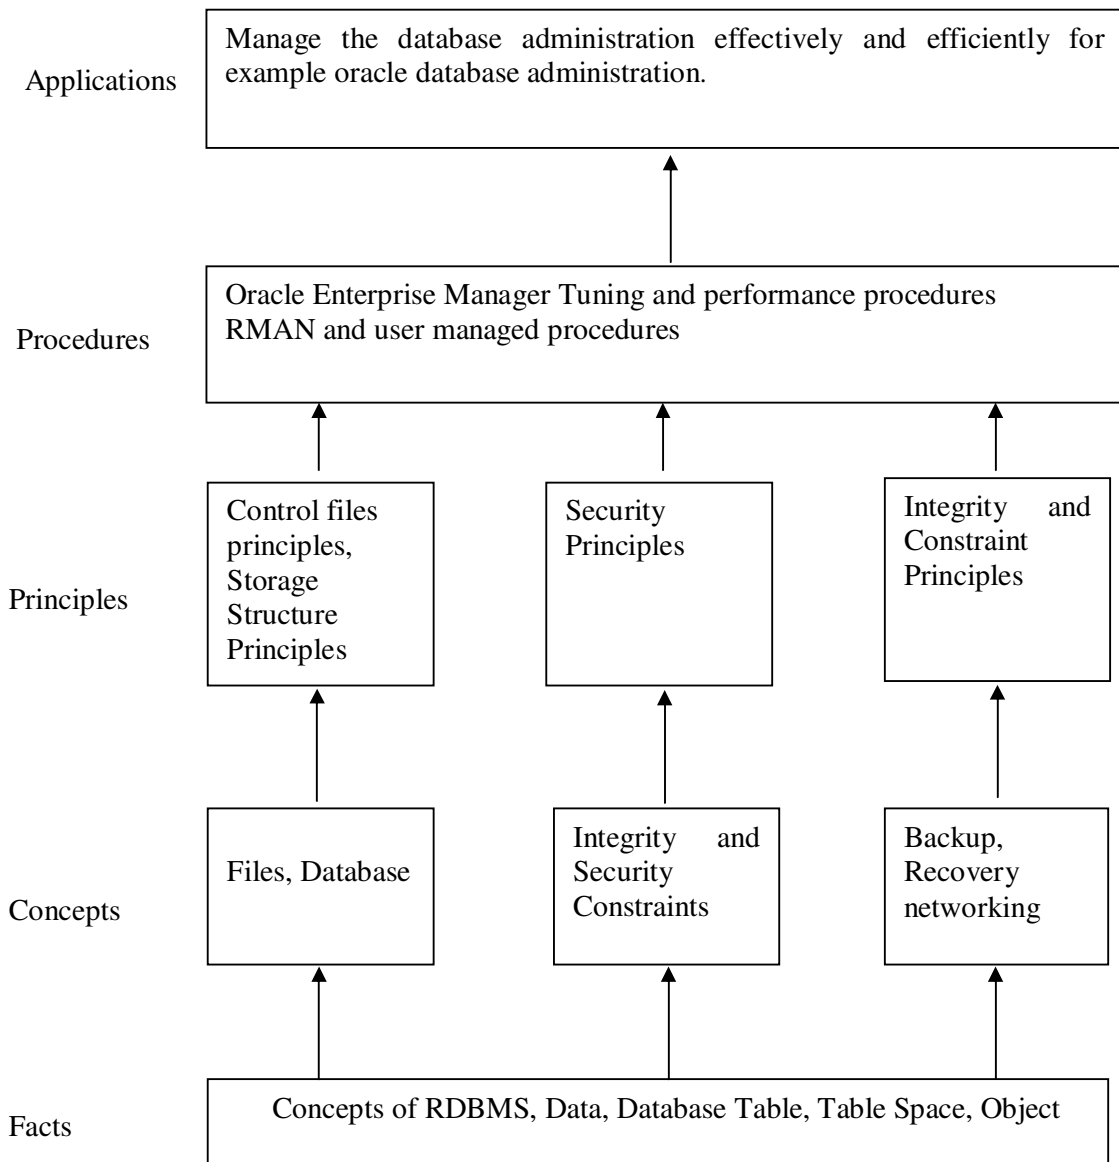 Applications
Manage the database administration effectively and efficiently for
example oracle database administration.
Procedures
Oracle Enterprise Manager Tuning and performance procedures
RMAN and user managed procedures
Principles
Control files
principles,
Storage
Structure
Principles
Security
Principles
Integrity and
Constraint
Principles
Concepts
Files, Database
Integrity and
Security
Constraints
Backup,
Recovery
networking
Facts
Concepts of RDBMS, Data, Database Table, Table Space, Object